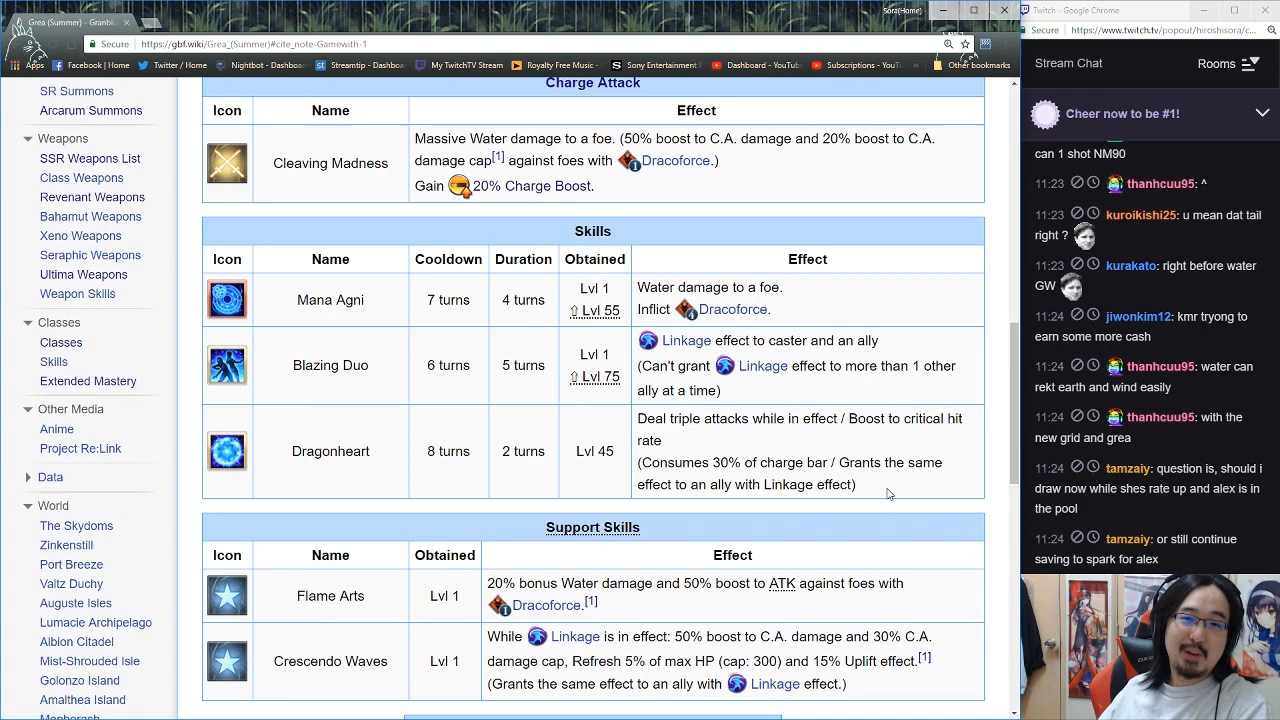 Grea (Summer) - Granblu
Sora(Home)
Twitch - Google Chrome
Secure
https://gbf.wiki/Grea_(Summer)#cite_note-Gamewith-1
Secure
https://www.twitch.tv/popout/hiroshisora/c...
Apps
Facebook | Home
Twitter / Home
Nightbot - Dashboard
Streamtip - Dashboard
My TwitchTV Stream
Royalty Free Music -
Sony Entertainment
Dashboard - YouTub
Subscriptions - YouTu
Other bookmarks
SR Summons
Arcarum Summons
Weapons
SSR Weapons List
Class Weapons
Revenant Weapons
Bahamut Weapons
Xeno Weapons
Seraphic Weapons
Ultima Weapons
Weapon Skills
Classes
Classes
Skills
Extended Mastery
Other Media
Anime
Project Re:Link
Data
World
The Skydoms
Zinkenstill
Port Breeze
Valtz Duchy
Auguste Isles
Lumacie Archipelago
Albion Citadel
Mist-Shrouded Isle
Golonzo Island
Amalthea Island
Charge Attack
Icon Name Effect
Cleaving Madness
Massive Water damage to a foe. (50% boost to C.A. damage and 20% boost to C.A.
damage cap[1] against foes with 1 Dracoforce.)
Gain 20% Charge Boost.
Skills
Icon Name Cooldown Duration Obtained Effect
Mana Agni
7 turns
4 turns
Lvl 1
⇧ Lvl 55
Water damage to a foe.
Inflict 4 Dracoforce.
Blazing Duo
6 turns
5 turns
Lvl 1
⇧ Lvl 75
Linkage effect to caster and an ally
(Can't grant Linkage effect to more than 1 other
ally at a time)
Dragonheart
8 turns
2 turns
Lvl 45
Deal triple attacks while in effect / Boost to critical hit
rate
(Consumes 30% of charge bar / Grants the same
effect to an ally with Linkage effect)
Support Skills
Icon Name Obtained Effect
Flame Arts
Lvl 1
20% bonus Water damage and 50% boost to ATK against foes with
1 Dracoforce.[1]
Crescendo Waves
Lvl 1
While Linkage is in effect: 50% boost to C.A. damage and 30% C.A.
damage cap, Refresh 5% of max HP (cap: 300) and 15% Uplift effect.[1]
(Grants the same effect to an ally with Linkage effect.)
Stream Chat
Rooms
Cheer now to be #1!
can 1 shot NM90
11:23 thanhcuu95: ^
11:23 kuroikishi25: u mean dat tail
right ?
11:23 kurakato: right before water
GW
11:24 jiwonkim12: kmr tryong to
earn some more cash
11:24 thanhcuu95: water can
rekt earth and wind easily
11:24 thanhcuu95: with the
new grid and grea
11:24 tamzaiy: question is, should i
draw now while shes rate up and alex is in
the pool
11:24 tamzaiy: or still continue
saving to spark for alex